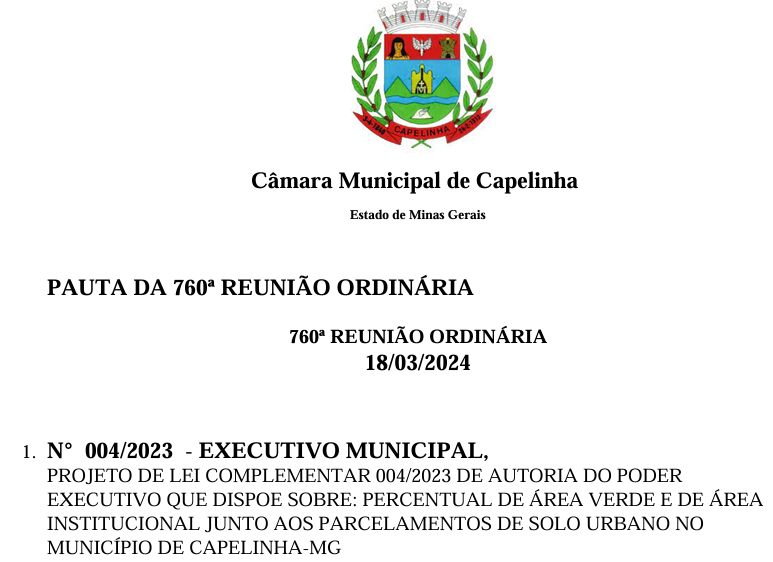 CAPELINHA
Câmara Municipal de Capelinha
Estado de Minas Gerais
PAUTA DA 760ª REUNIÃO ORDINÁRIA
760ª REUNIÃO ORDINÁRIA
18/03/2024
1. N° 004/2023 - EXECUTIVO MUNICIPAL,
PROJETO DE LEI COMPLEMENTAR 004/2023 DE AUTORIA DO PODER
EXECUTIVO QUE DISPOE SOBRE: PERCENTUAL DE ÁREA VERDE E DE ÁREA
INSTITUCIONAL JUNTO AOS PARCELAMENTOS DE SOLO URBANO NO
MUNICÍPIO DE CAPELINHA-MG